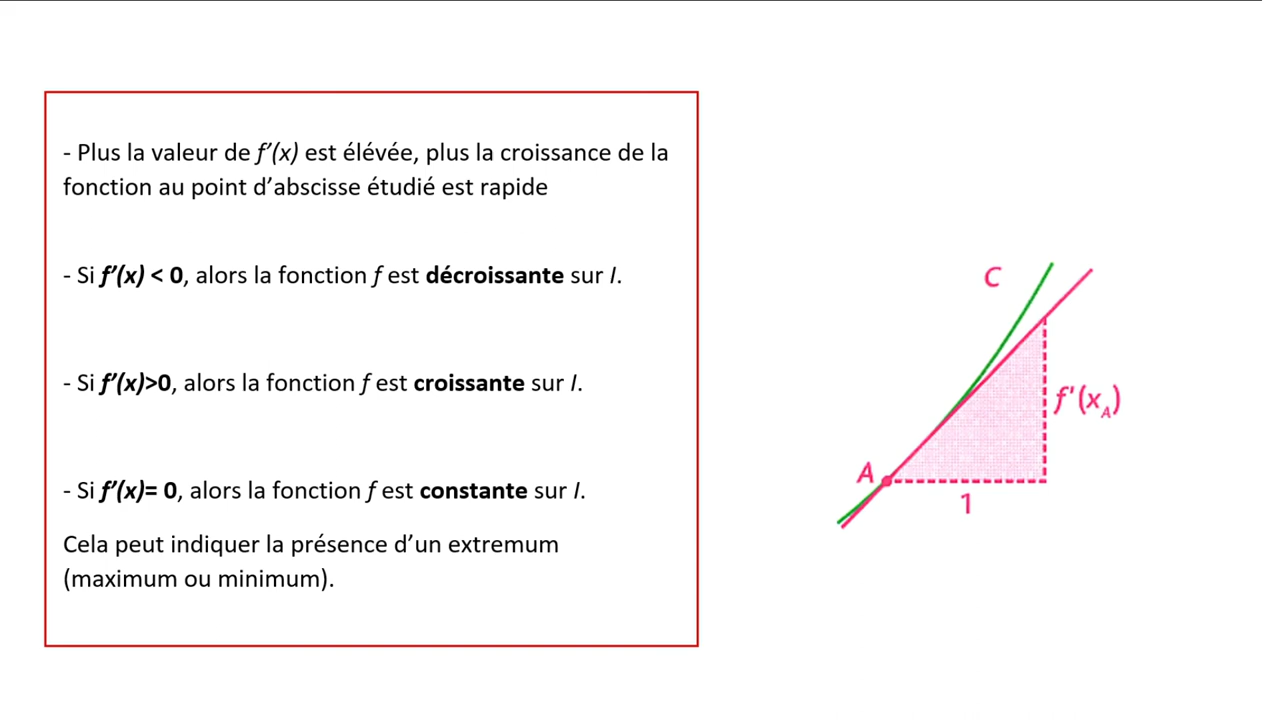 - Plus la valeur de f’(x) est élévée, plus la croissance de la
fonction au point d’abscisse étudié est rapide
- Si f’(x) < 0, alors la fonction f est décroissante sur I.
- Si f’(x)>0, alors la fonction f est croissante sur I.
- Si f’(x)= 0, alors la fonction f est constante sur I.
Cela peut indiquer la présence d’un extremum
(maximum ou minimum).
C
f'(xA)
A
1